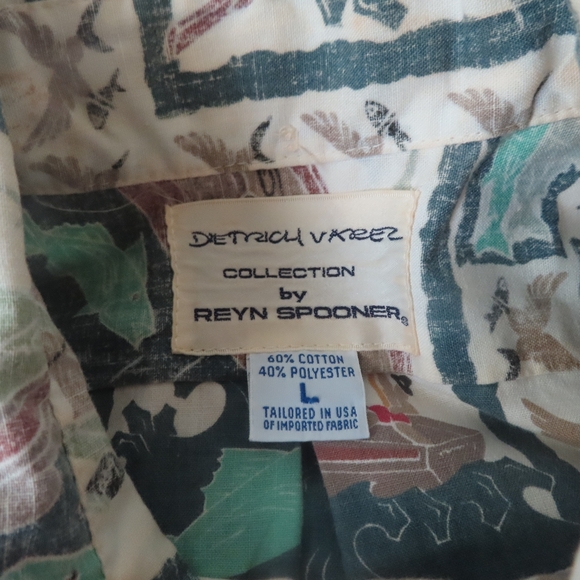 DIETRICH VAREZ
COLLECTION
by
REYN SPOONER®
60% COTTON
40% POLYESTER
L
TAILORED IN USA
OF IMPORTED FABRIC